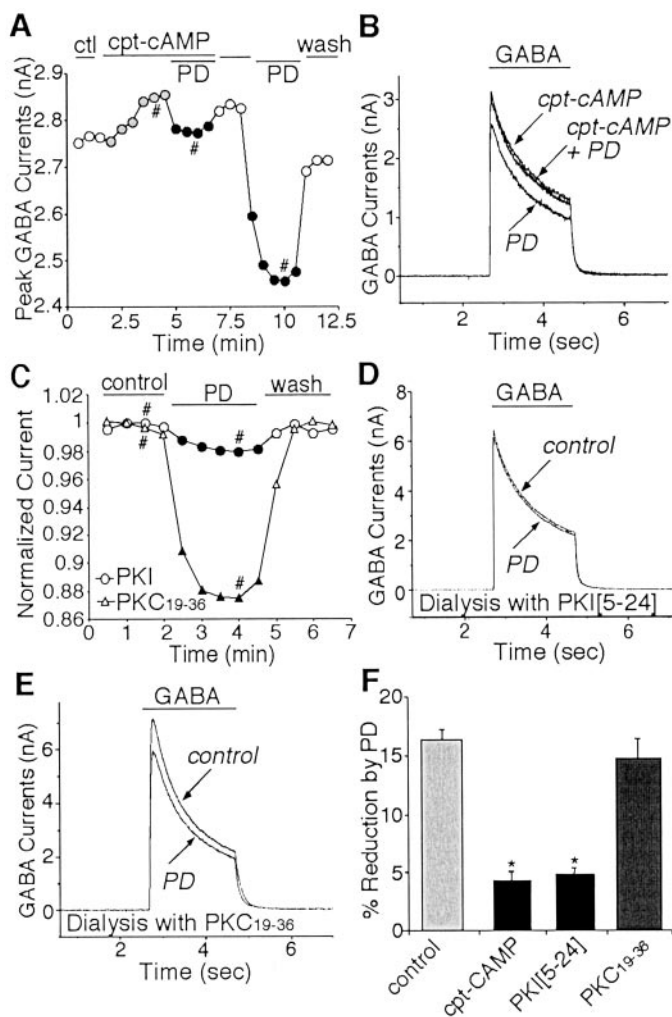 A
ctl
cpt-cAMP
wash
PD
PD
2.9
2.8
2.7
2.6
2.5
2.4
#
#
#
Peak GABA Currents (nA)
0
2.5
5
7.5
10
12.5
Time (min)
B
GABA
cpt-cAMP
cpt-cAMP
+ PD
PD
3
2
1
0
GABA Currents (nA)
2
4
6
Time (sec)
C
control
PD
wash
1.02
1
0.98
0.96
0.94
0.92
0.9
0.88
0.86
#
#
#
#
PKI
PKC19-36
Normalized Current
0
1
2
3
4
5
6
7
Time (min)
D
GABA
control
PD
8
6
4
2
0
GABA Currents (nA)
Dialysis with PKI[5-24]
2
4
6
Time (sec)
E
GABA
control
PD
6
4
2
0
GABA Currents (nA)
Dialysis with PKC19-36
2
4
6
Time (sec)
F
20
15
10
5
0
% Reduction by PD
*
*
control
cpt-CAMP
PKI[5-24]
PKC19-36